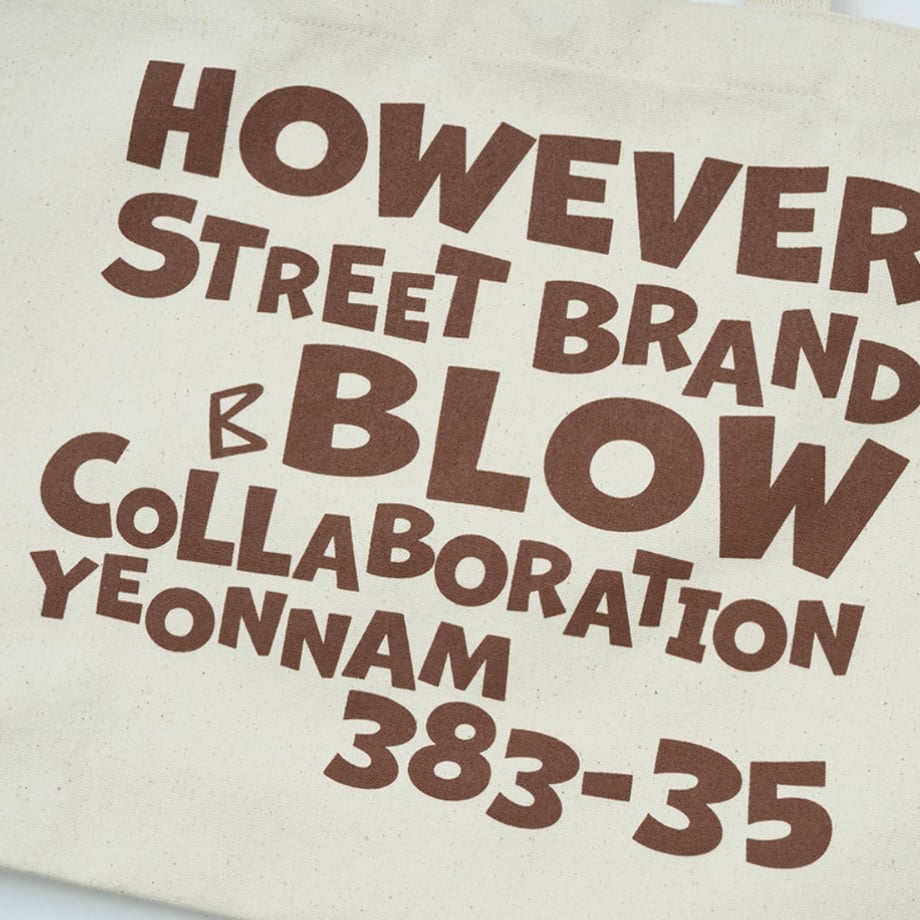 HOWEVER
STREET BRAND
B BLOW
COLLABORATION
YEONNAM
383-35